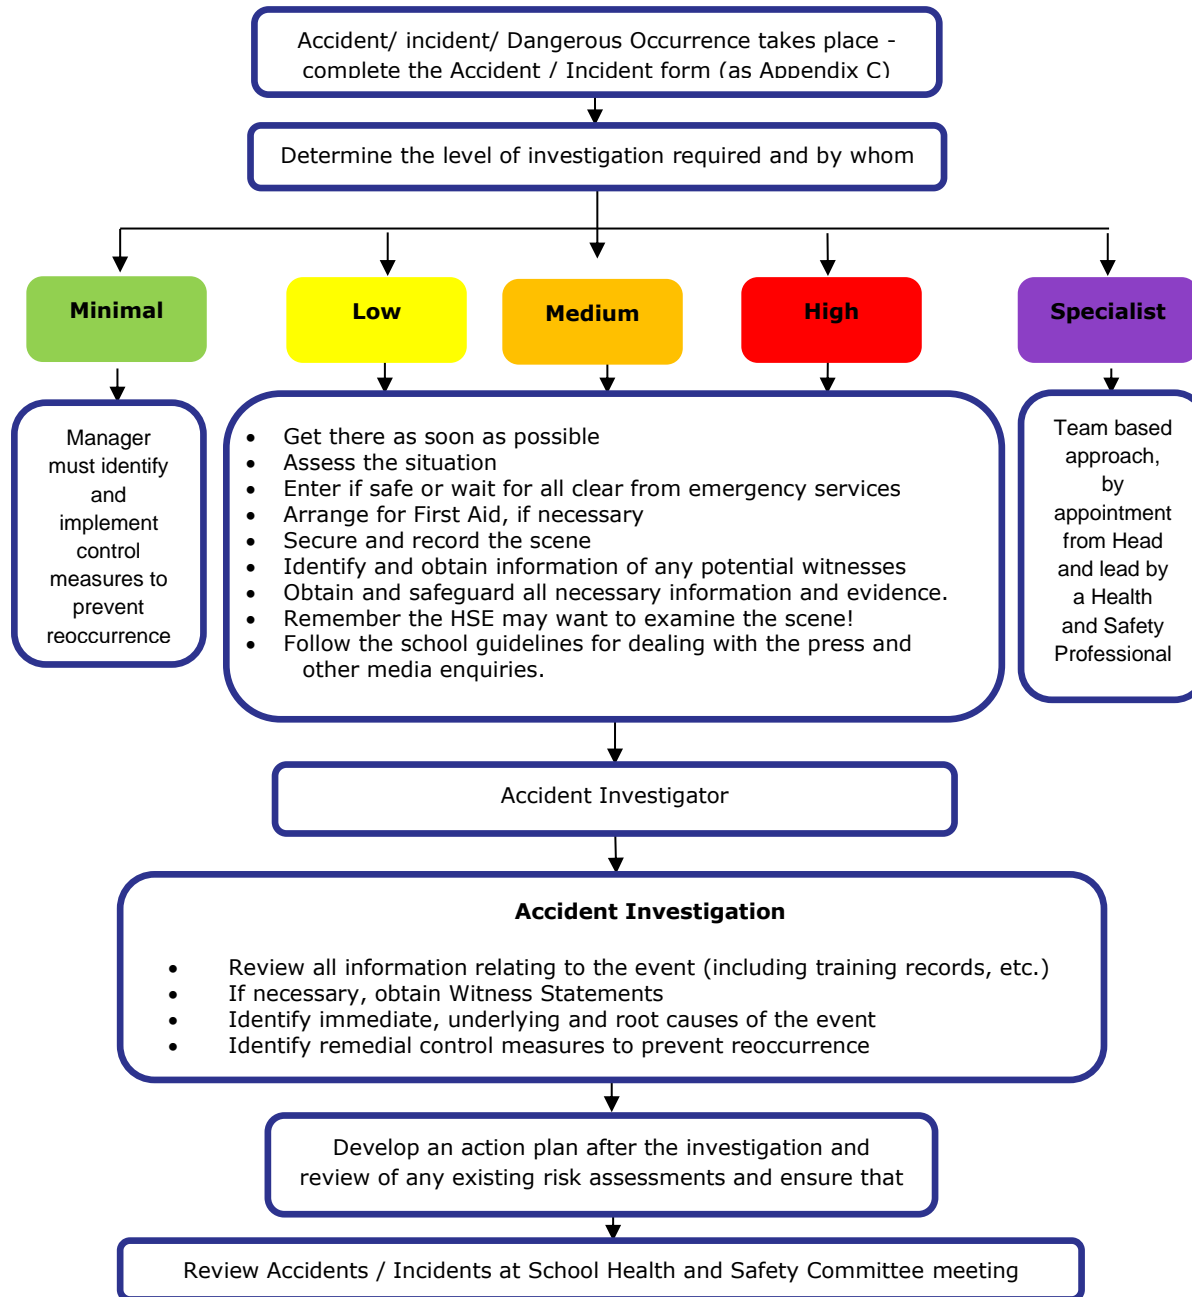 Accident/ incident/ Dangerous Occurrence takes place -
complete the Accident / Incident form (as Appendix C)
Determine the level of investigation required and by whom
Minimal
Low
Medium
High
Specialist
Manager
must identify
and
implement
control
measures to
prevent
reoccurrence
• Get there as soon as possible
• Assess the situation
• Enter if safe or wait for all clear from emergency services
• Arrange for First Aid, if necessary
• Secure and record the scene
• Identify and obtain information of any potential witnesses
• Obtain and safeguard all necessary information and evidence.
• Remember the HSE may want to examine the scene!
• Follow the school guidelines for dealing with the press and
other media enquiries.
Team based
approach,
by
appointment
from Head
and lead by
a Health
and Safety
Professional
Accident Investigator
Accident Investigation
• Review all information relating to the event (including training records, etc.)
• If necessary, obtain Witness Statements
• Identify immediate, underlying and root causes of the event
• Identify remedial control measures to prevent reoccurrence
Develop an action plan after the investigation and
review of any existing risk assessments and ensure that
Review Accidents / Incidents at School Health and Safety Committee meeting